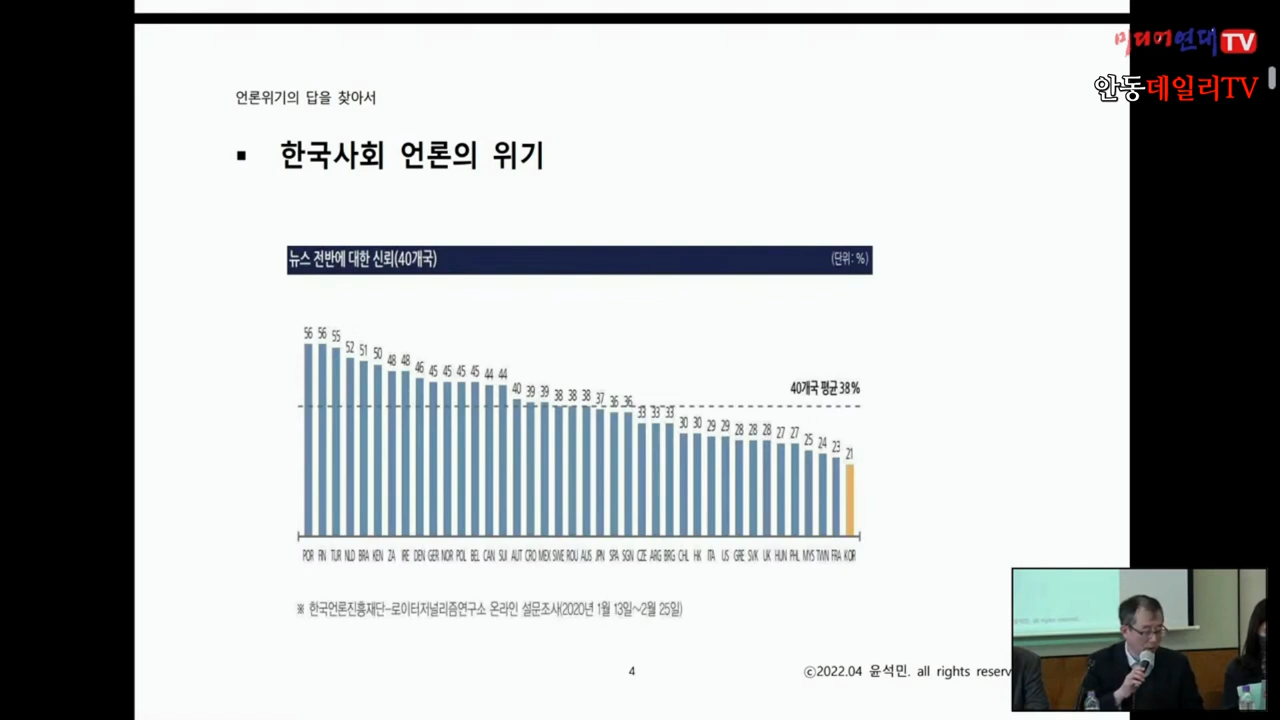 미디어연대TV
안동데일리TV
언론위기의 답을 찾아서
▪ 한국사회 언론의 위기
뉴스 전반에 대한 신뢰(40개국) (단위: %)
56 56 55 52 51 50 48 48 46 45 45 45 45 44 44 40 39 39 38 38 38 37 36 36 33 33 33 30 30 29 29 28 28 28 27 27 25 24 23 21
40개국 평균 38%
POR FIN TUR NLD BRA KEN ZA IRE DEN GER NOR POL BEL CAN SUI AUT CRO MEX SWE ROU AUS JPN SPA SGN CZE ARG BRG CHL HK ITA US GRE SVK UK HUN PHL MYS TWN FRA KOR
※ 한국언론진흥재단-로이터저널리즘연구소 온라인 설문조사(2020년 1월 13일~2월 25일)
4
ⓒ2022.04 윤석민. all rights reserv